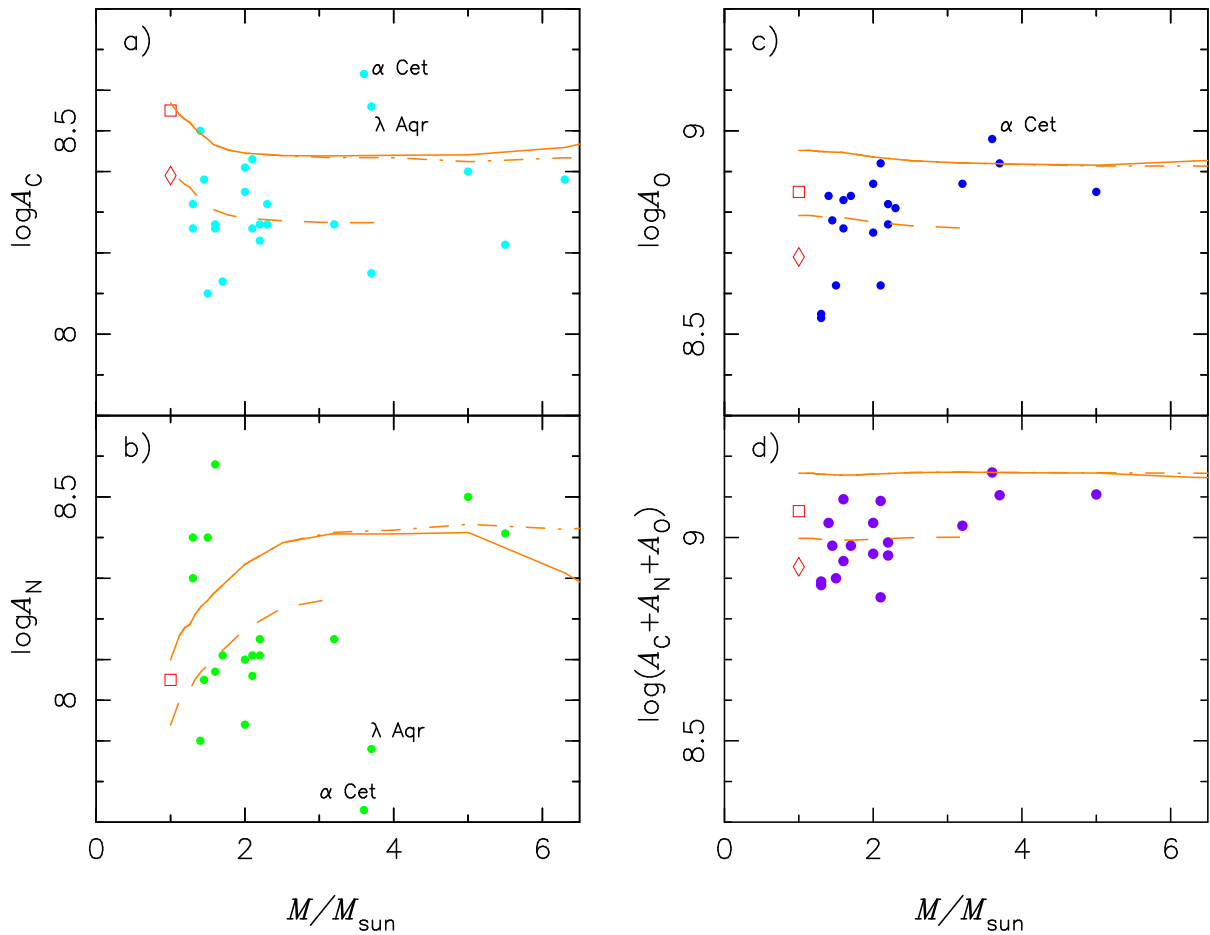 a)
α Cet
λ Aqr
8.5
8
logA_C
b)
8.5
8
logA_N
λ Aqr
α Cet
0
2
4
6
M/M_sun
c)
α Cet
9
8.5
logA_O
d)
9
8.5
log(A_C+A_N+A_O)
0
2
4
6
M/M_sun